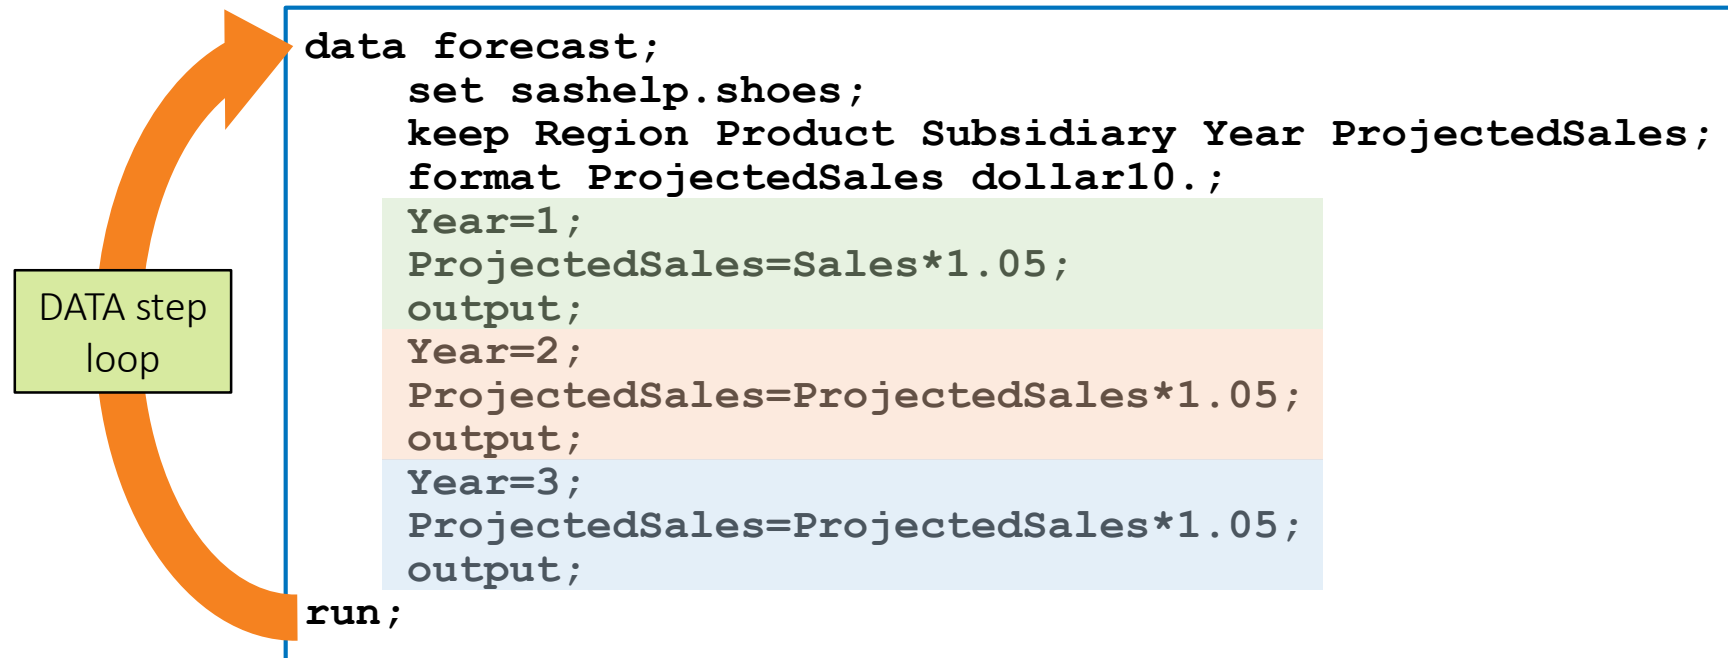 data forecast;
set sashelp.shoes;
keep Region Product Subsidiary Year ProjectedSales;
format ProjectedSales dollar10.;
Year=1;
ProjectedSales=Sales*1.05;
output;
Year=2;
ProjectedSales=ProjectedSales*1.05;
output;
Year=3;
ProjectedSales=ProjectedSales*1.05;
output;
run;
DATA step
loop